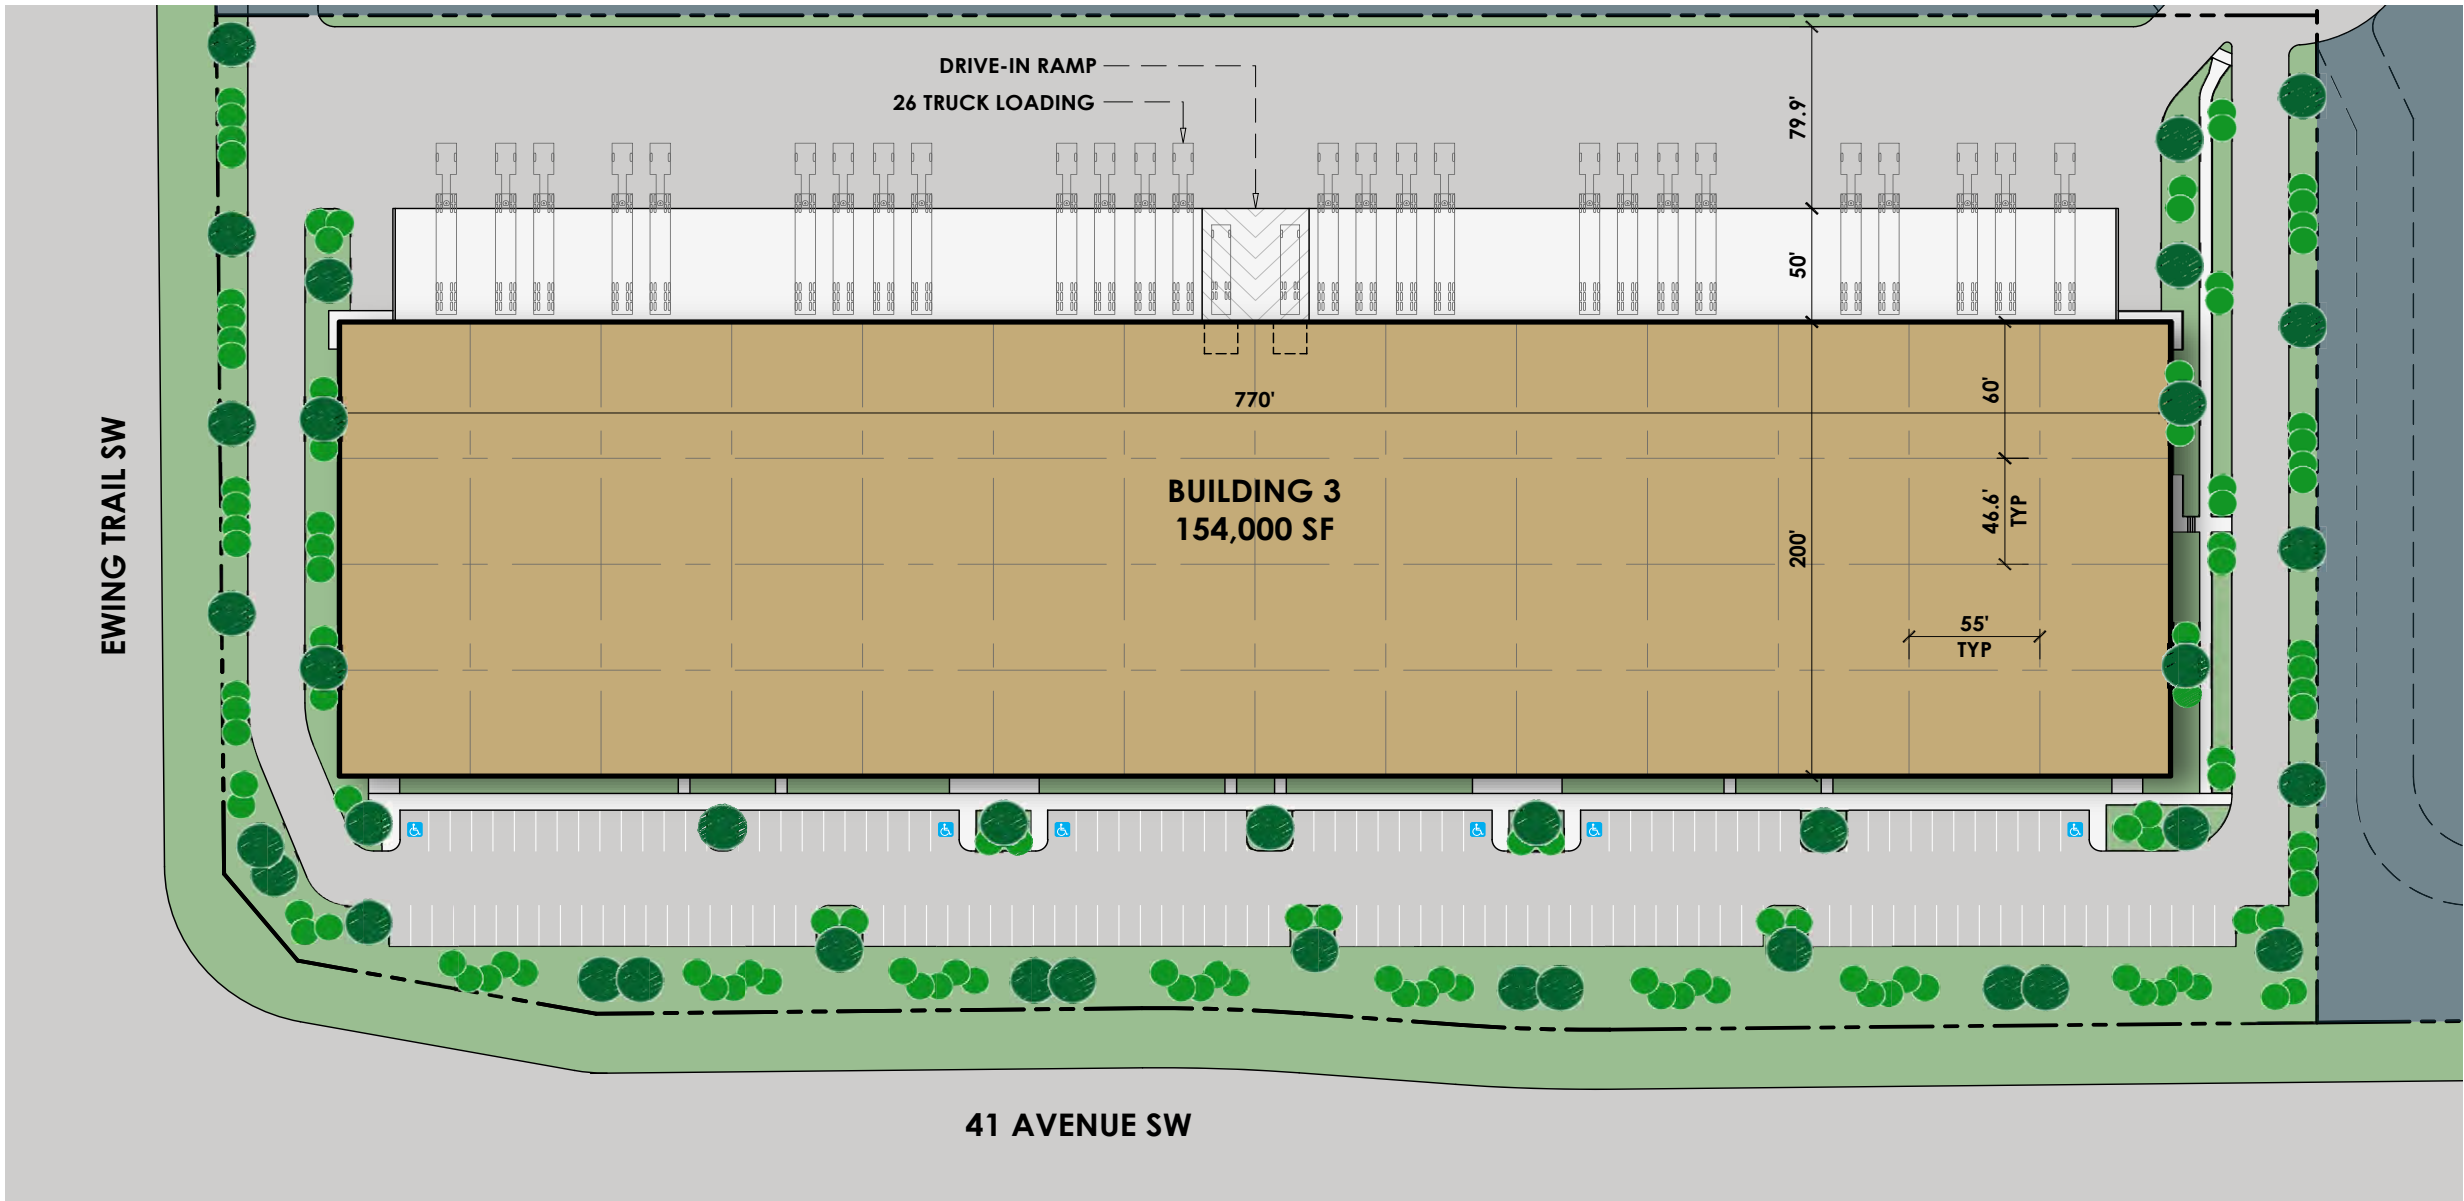 DRIVE-IN RAMP
26 TRUCK LOADING
79.9'
50'
770'
60'
EWING TRAIL SW
BUILDING 3
154,000 SF
46.6'
TYP
200'
55'
TYP
41 AVENUE SW